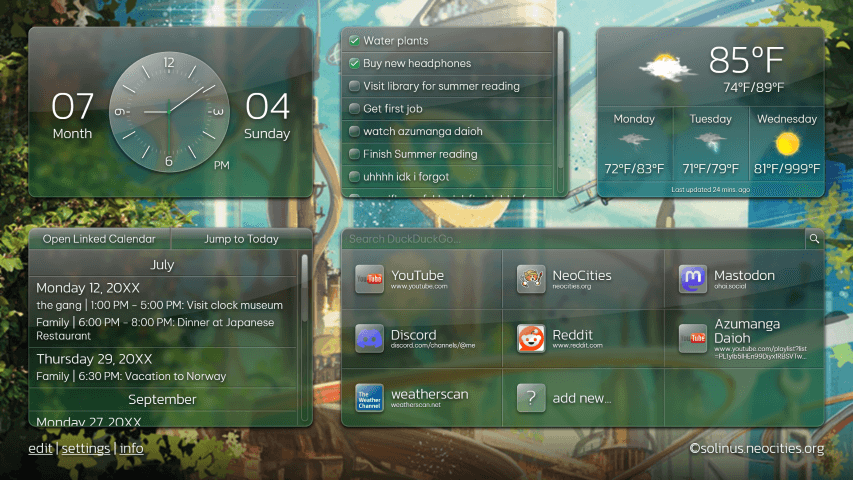 07
Month
12
3
6
9
PM
04
Sunday
Water plants
Buy new headphones
Visit library for summer reading
Get first job
watch azumanga daioh
Finish Summer reading
uhhhh idk i forgot
85°F
74°F/89°F
Monday Tuesday Wednesday
72°F/83°F 71°F/79°F 81°F/999°F
Last updated 24 mins. ago
Open Linked Calendar Jump to Today
July
Monday 12, 20XX
the gang | 1:00 PM - 5:00 PM: Visit clock museum
Family | 6:00 PM - 8:00 PM: Dinner at Japanese
Restaurant
Thursday 29, 20XX
Family | 6:30 PM: Vacation to Norway
September
Monday 27, 20XX
Search DuckDuckGo...
YouTube
www.youtube.com
NeoCities
neocities.org
Mastodon
ohai.social
Discord
discord.com/channels/@me
Reddit
www.reddit.com
YouTube
Azumanga
Daioh
www.youtube.com/playlist?list
The
Weather
Channel
weatherscan
weatherscan.net
?
add new...
edit | settings | info
©solinus.neocities.org